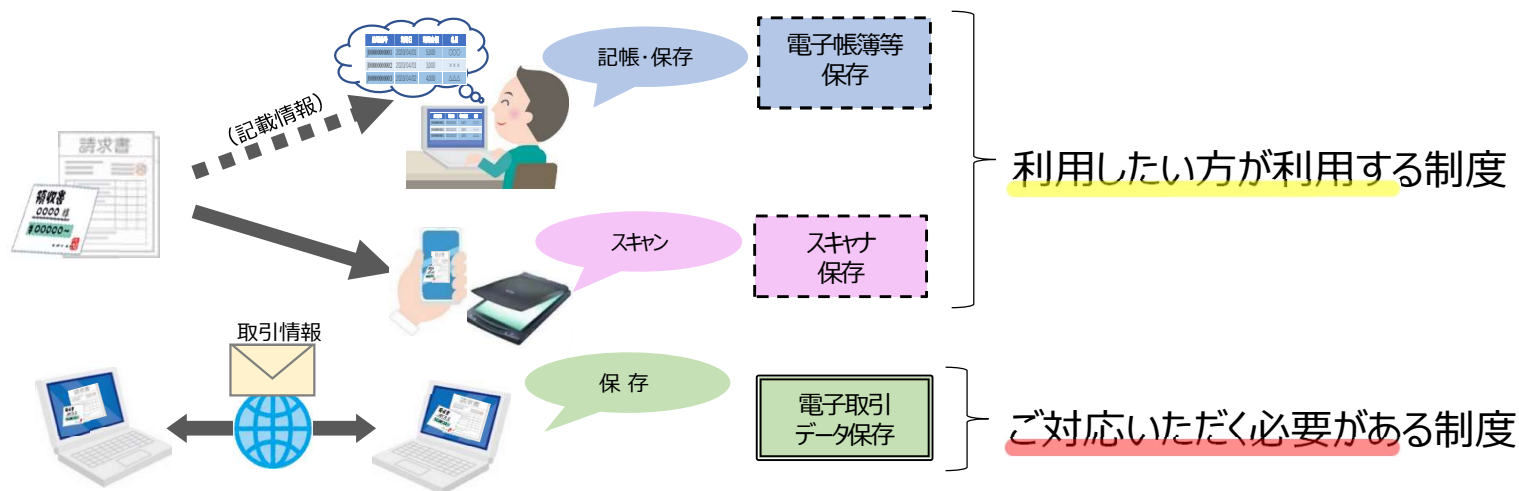 請求書
領収書
0000 様
¥00000~
(記載情報)
記帳・保存
電子帳簿等
保存
利用したい方が利用する制度
スキャン
スキャナ
保存
取引情報
保 存
電子取引
データ保存
ご対応いただく必要がある制度